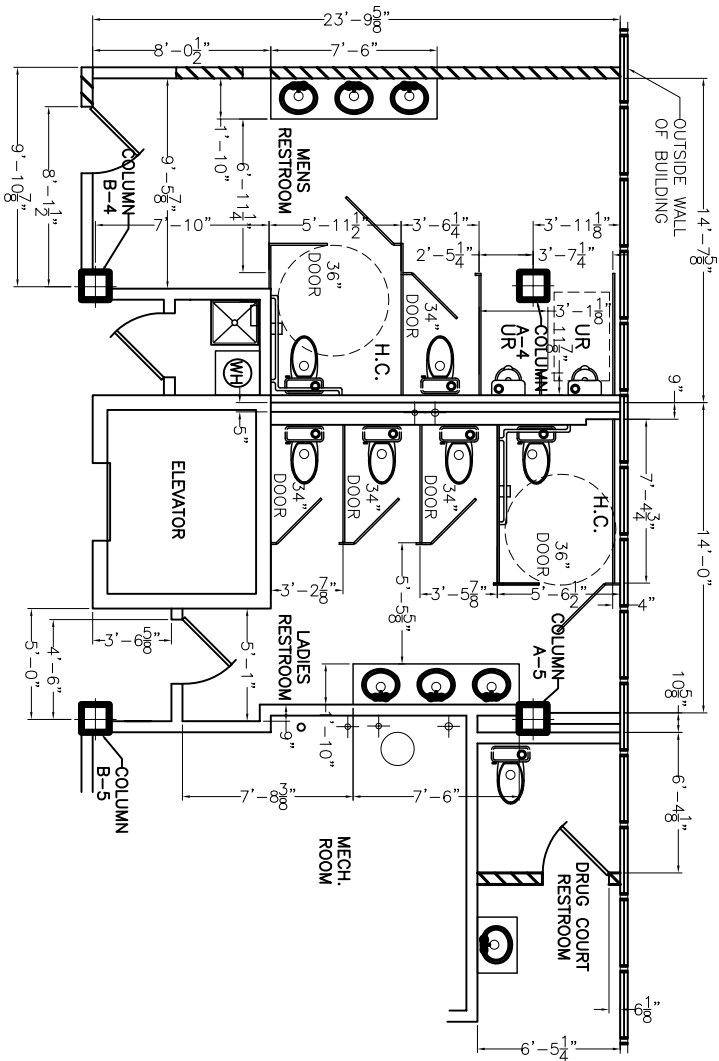 23'-9 5/8"
8'-0 1/2"
7'-6"
OUTSIDE WALL
OF BUILDING
14'-7 5/8"
1'-10"
MENS
RESTROOM
6'-11 1/4"
9'-10 7/8"
8'-1 1/2"
9'-5 7/8"
COLUMN
B-4
7'-10"
5'-11 1/2"
3'-6 1/4"
3'-11 1/8"
2'-5 1/4"
3'-7 1/4"
36"
DOOR
34"
DOOR
3'-1 1/8"
H.C.
UR
COLUMN
A-4
UR
WH
5"
9"
ELEVATOR
34"
DOOR
34"
DOOR
34"
DOOR
H.C.
36"
DOOR
7'-4 3/4"
14'-0"
3'-2 7/8"
5'-5 5/8"
3'-5 7/8"
5'-6 1/2"
4"
3'-6 5/8"
4'-6"
5'-0"
5'-1"
LADIES
RESTROOM
COLUMN
A-5
10 5/8"
9"
1'-10"
COLUMN
B-5
7'-8 3/8"
7'-6"
6'-4 1/8"
MECH.
ROOM
DRUG COURT
RESTROOM
6 1/8"
6'-5 1/4"